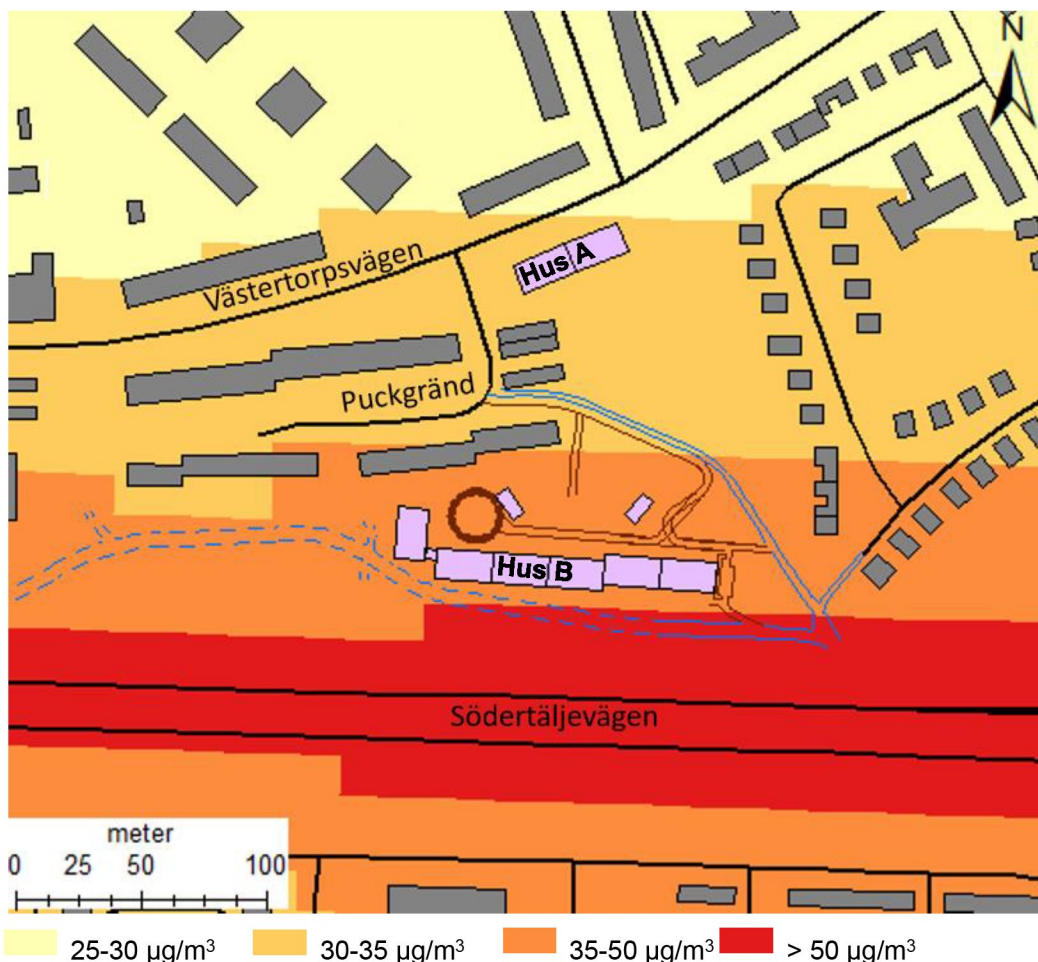 N
Hus A
Västertorpsvägen
Puckgränd
Hus B
Södertäljevägen
meter
0 25 50 100
25-30 µg/m³ 30-35 µg/m³ 35-50 µg/m³ > 50 µg/m³